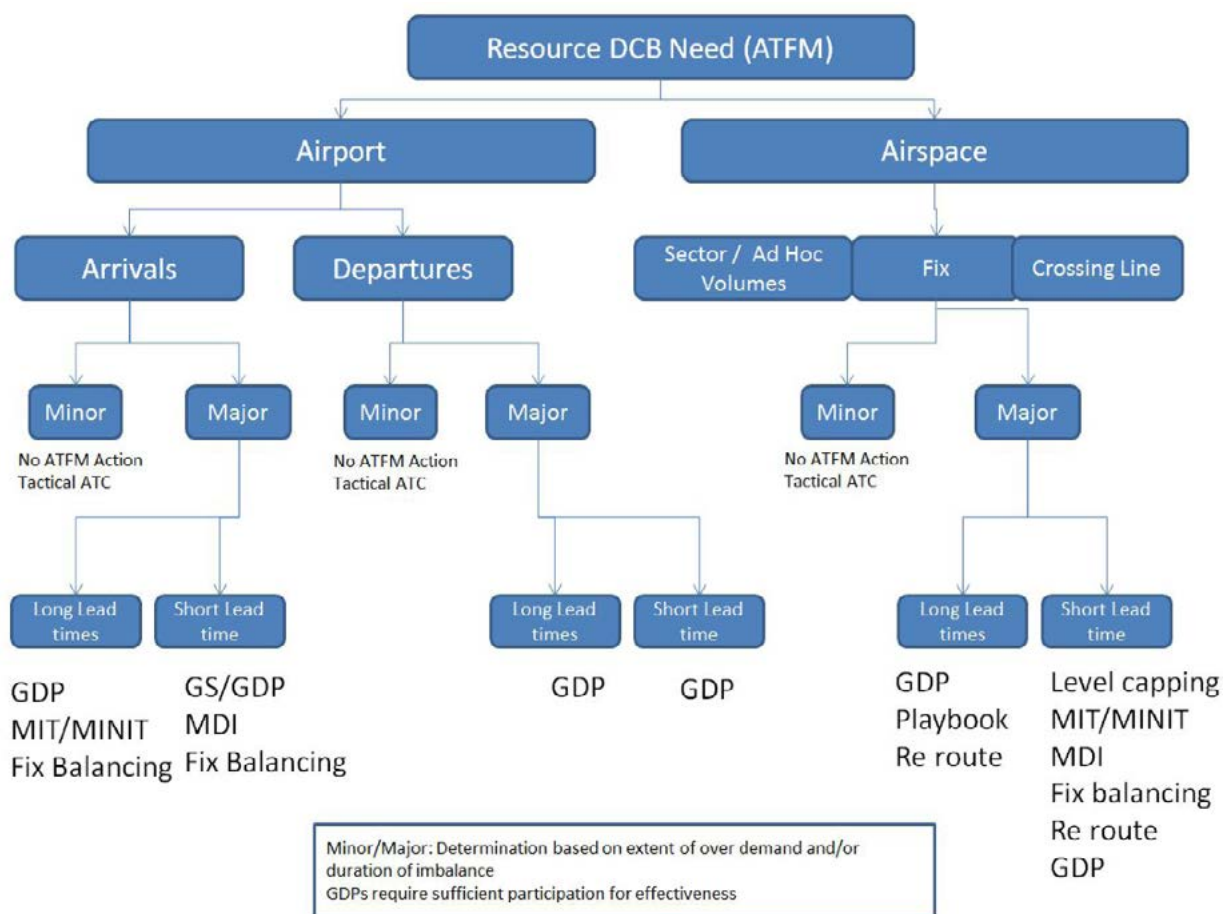 Resource DCB Need (ATFM)
Airport
Airspace
Arrivals
Departures
Sector / Ad Hoc
Volumes
Fix
Crossing Line
Minor
Major
Minor
Major
Minor
Major
No ATFM Action
Tactical ATC
No ATFM Action
Tactical ATC
No ATFM Action
Tactical ATC
Long Lead
times
Short Lead
time
Long Lead
times
Short Lead
time
Long Lead
times
Short Lead
time
GDP
MIT/MINIT
Fix Balancing
GS/GDP
MDI
Fix Balancing
GDP
GDP
GDP
Playbook
Re route
Level capping
MIT/MINIT
MDI
Fix balancing
Re route
GDP
Minor/Major: Determination based on extent of over demand and/or
duration of imbalance
GDPs require sufficient participation for effectiveness